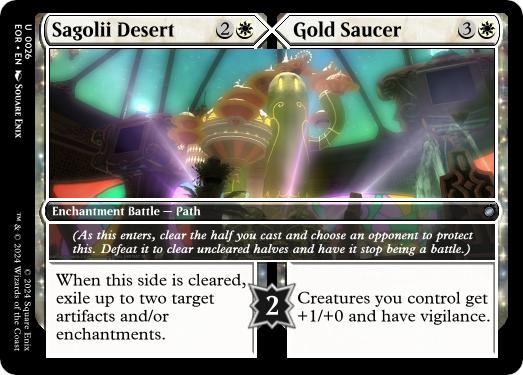 Sagolii Desert 2
Gold Saucer 3
Enchantment Battle — Path
(As this enters, clear the half you cast and choose an opponent to protect
this. Defeat it to clear uncleared halves and have it stop being a battle.)
When this side is cleared,
exile up to two target
artifacts and/or
enchantments.
2
Creatures you control get
+1/+0 and have vigilance.
U 0026
EOR • EN SQUARE ENIX
™ & © 2024 Wizards of the Coast
© 2024 Square Enix